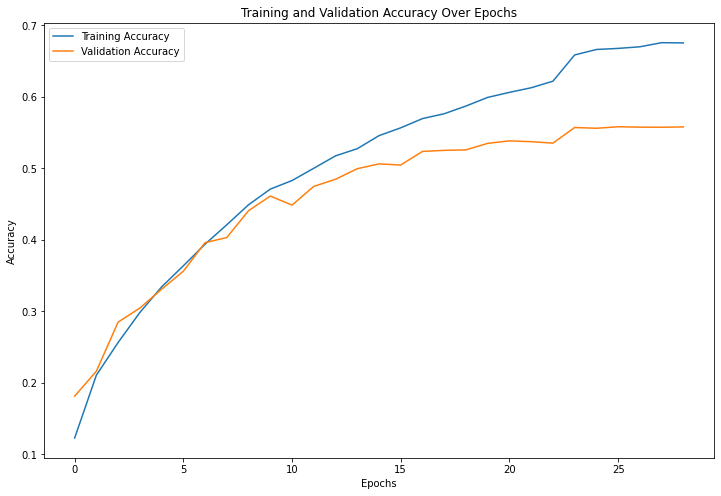 Training and Validation Accuracy Over Epochs
Training Accuracy
Validation Accuracy
0.7
0.6
0.5
0.4
0.3
0.2
0.1
Accuracy
0 5 10 15 20 25
Epochs